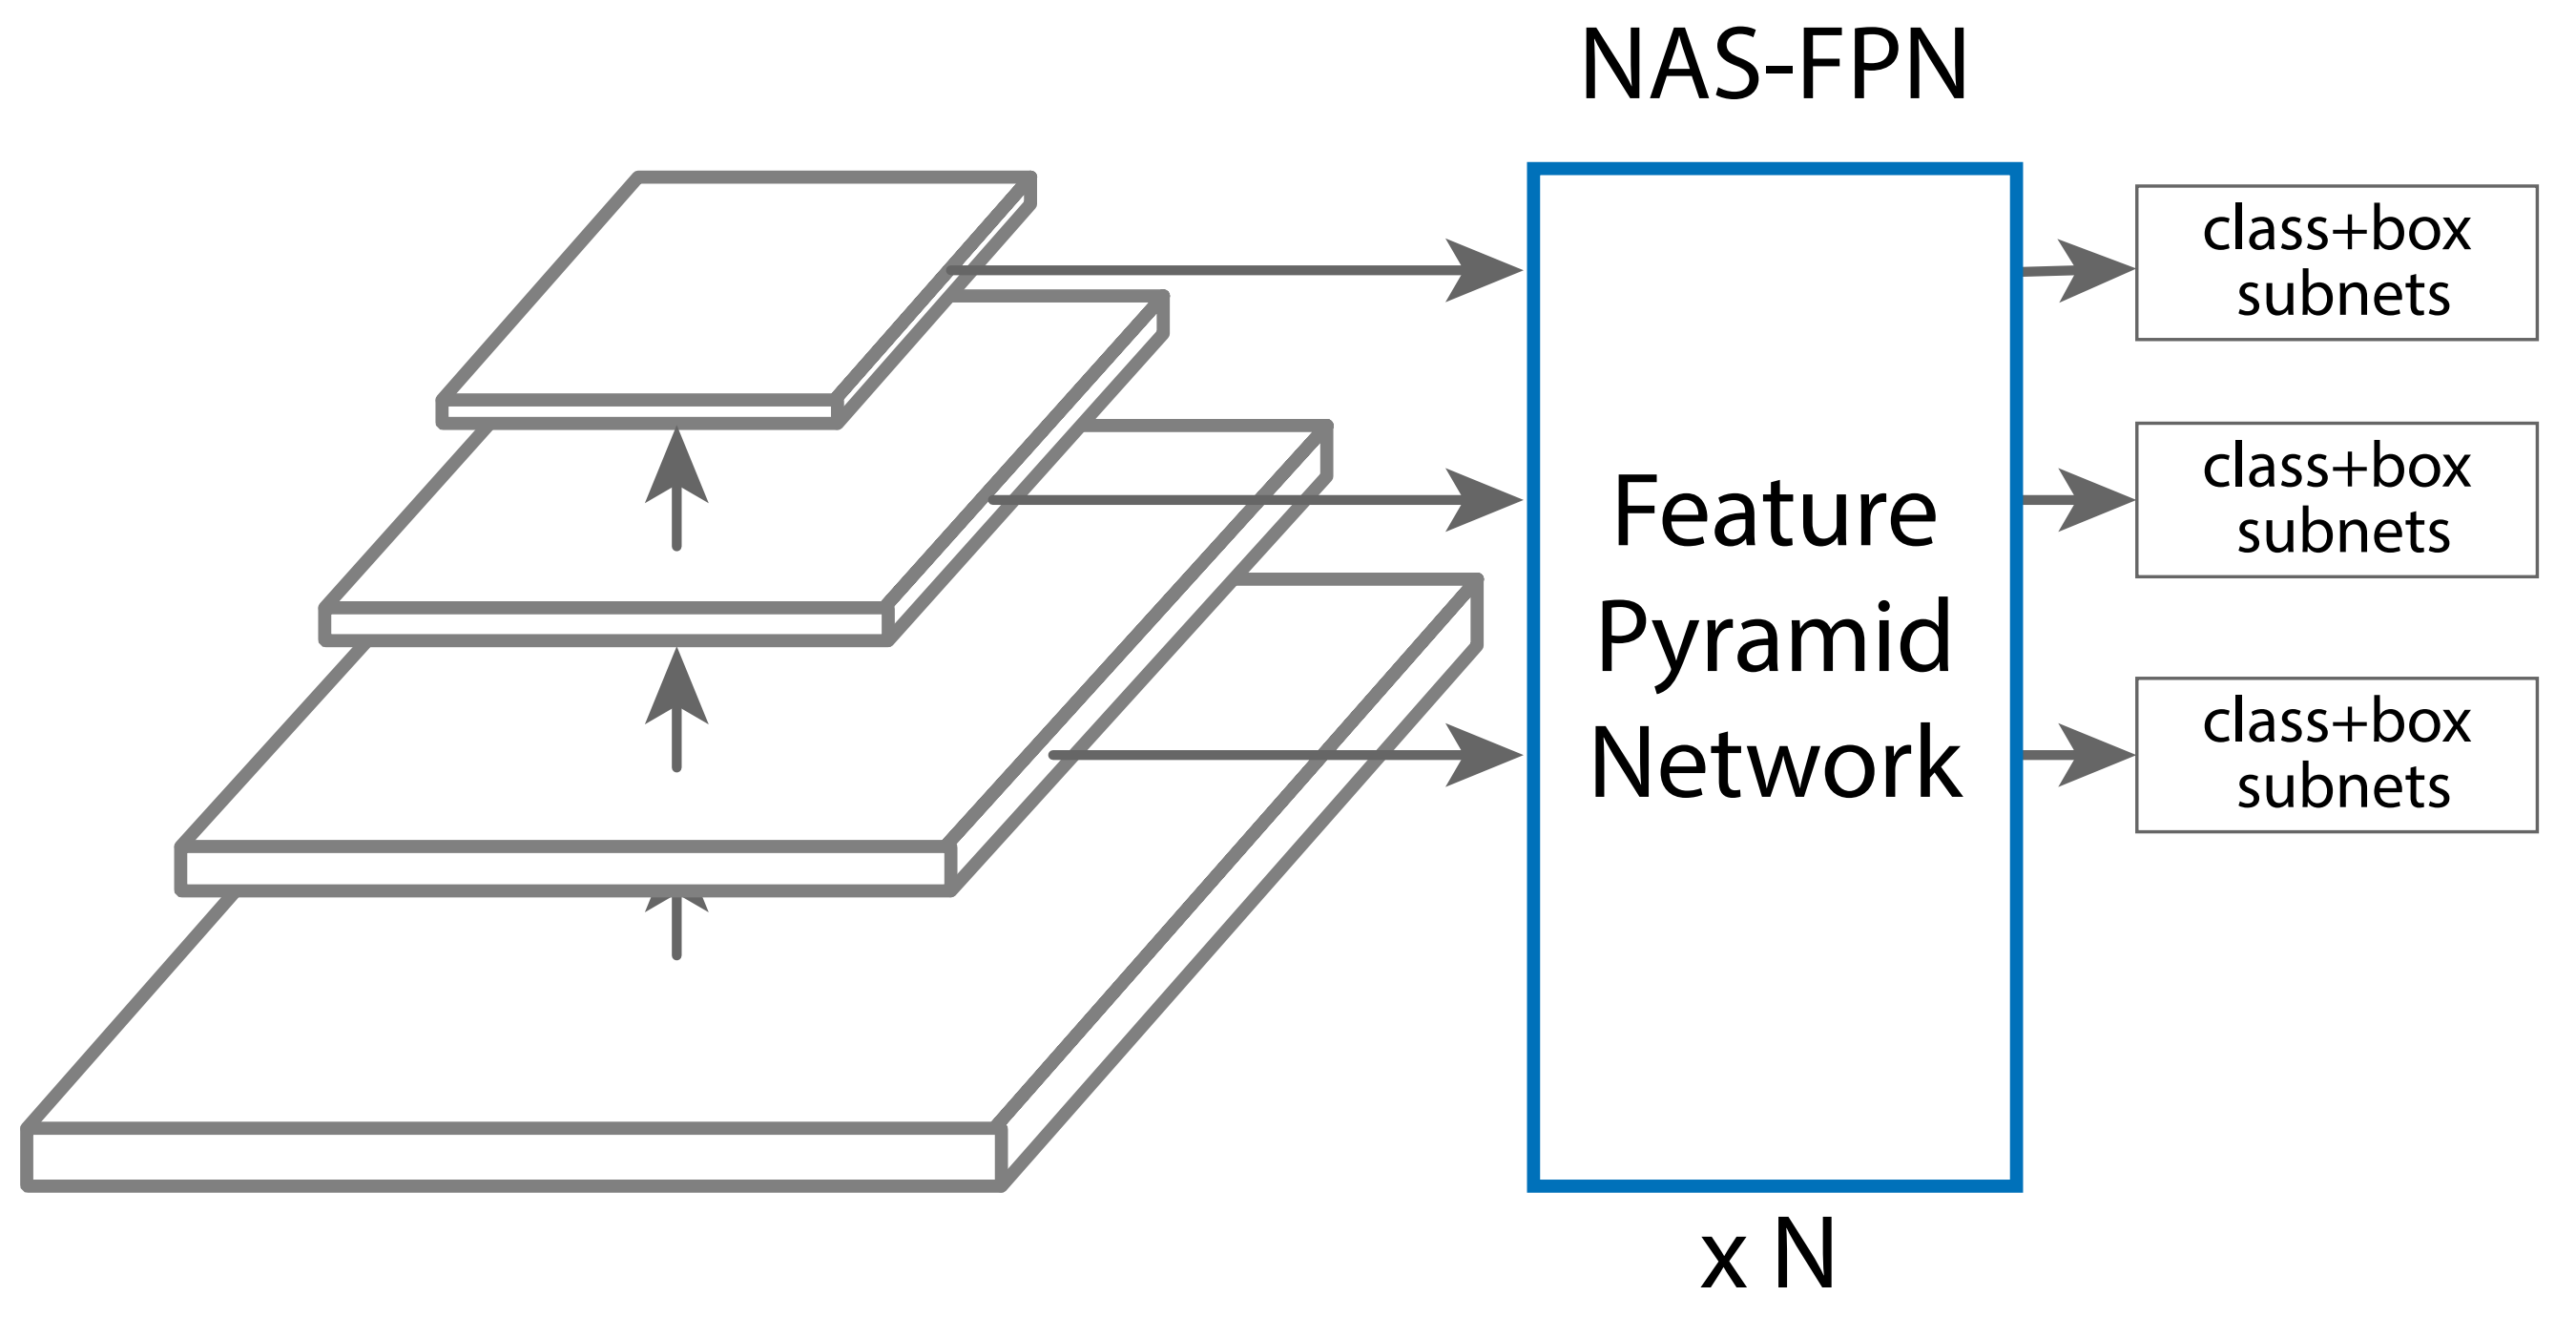 NAS-FPN
Feature
Pyramid
Network
x N
class+box
subnets
class+box
subnets
class+box
subnets